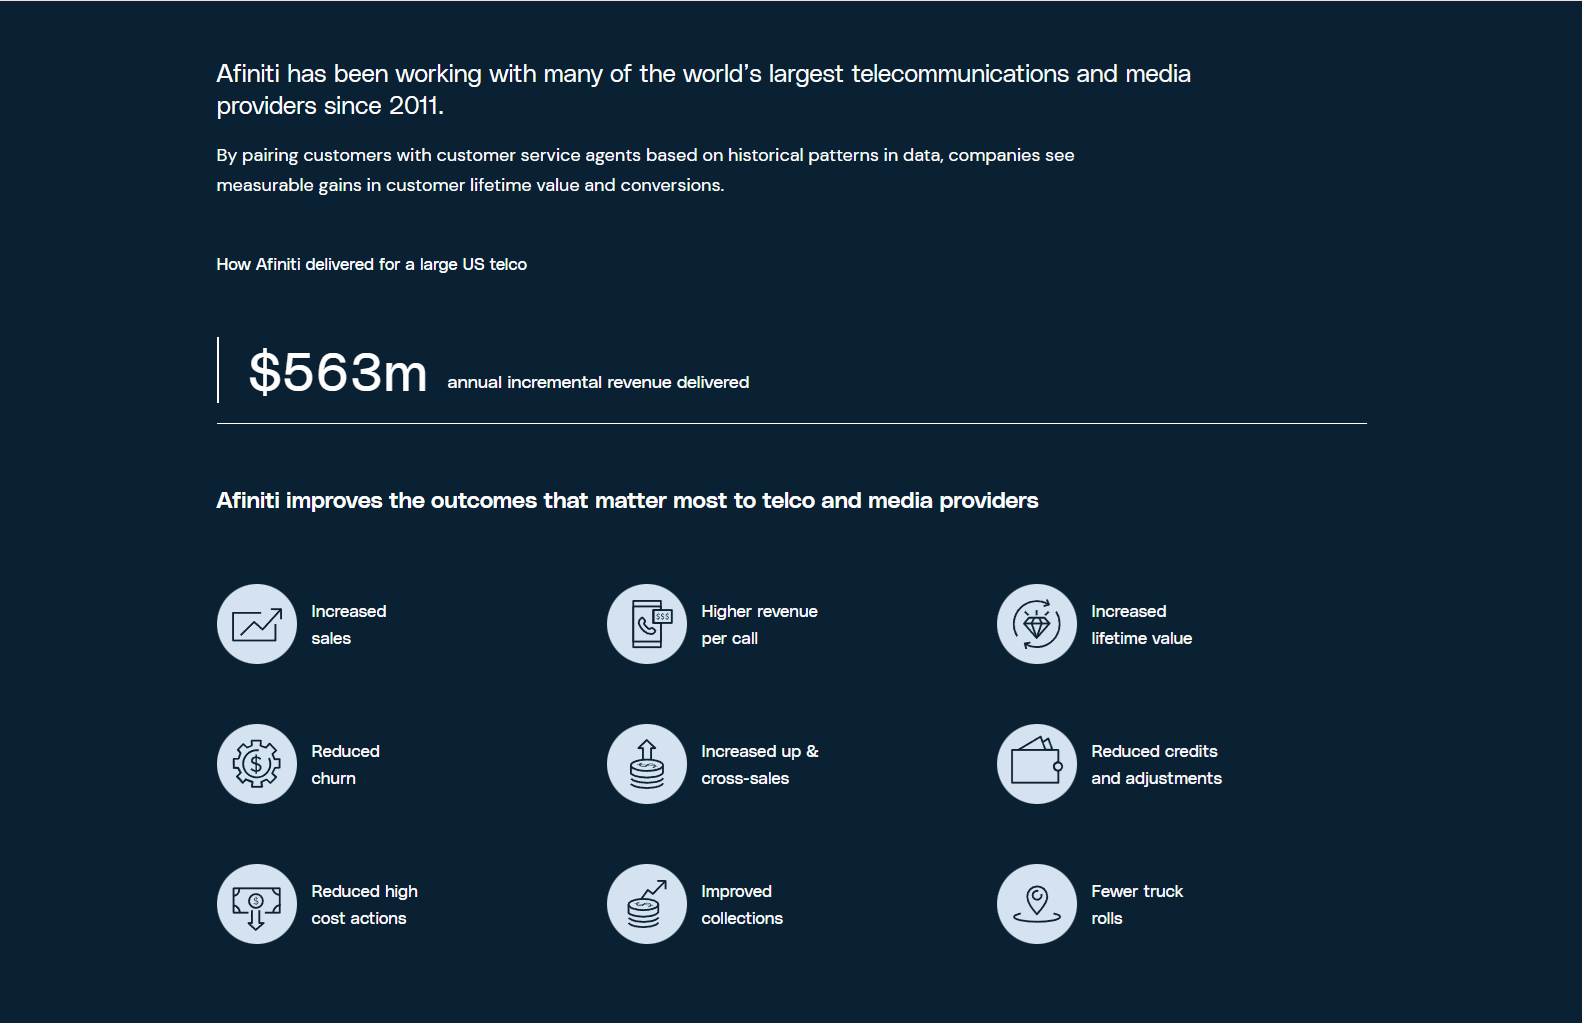 Afiniti has been working with many of the world’s largest telecommunications and media
providers since 2011.
By pairing customers with customer service agents based on historical patterns in data, companies see
measurable gains in customer lifetime value and conversions.
How Afiniti delivered for a large US telco
$563m annual incremental revenue delivered
Afiniti improves the outcomes that matter most to telco and media providers
Increased
sales
$$$
Higher revenue
per call
Increased
lifetime value
$
Reduced
churn
$
Increased up &
cross-sales
Reduced credits
and adjustments
$
Reduced high
cost actions
$
Improved
collections
Fewer truck
rolls